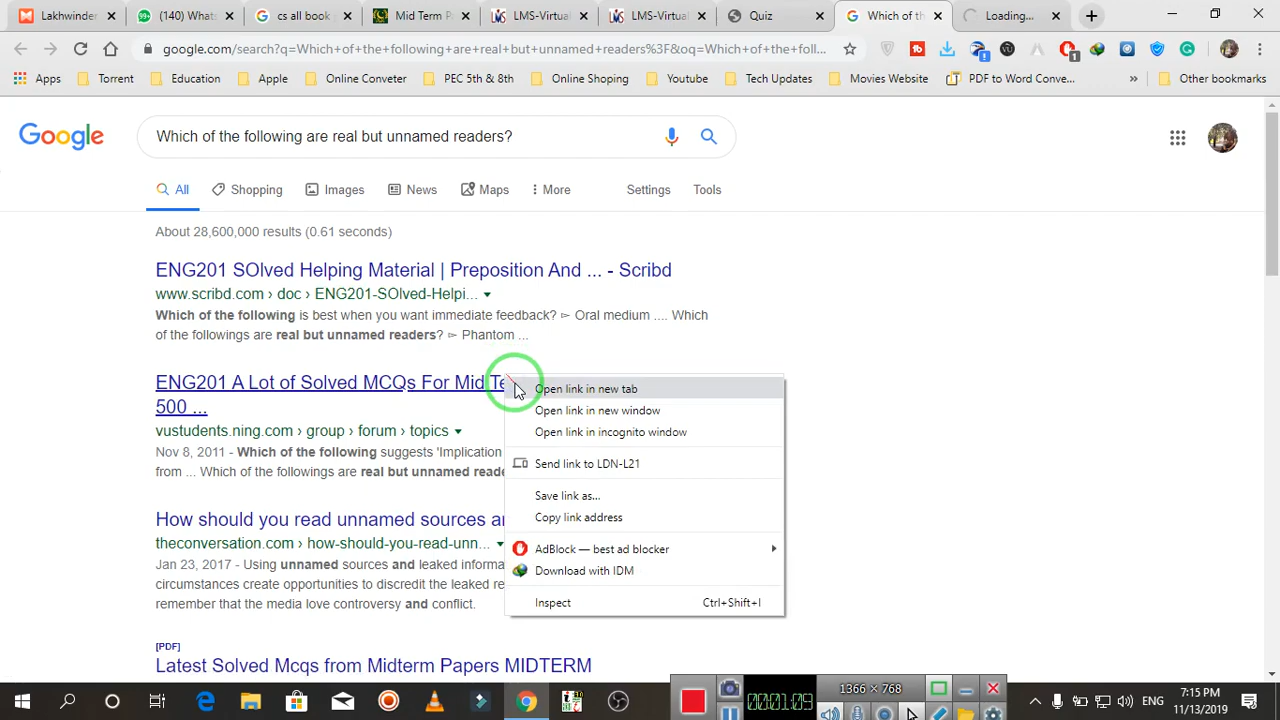 Lakhwinder
(140) Whats
cs all book
Mid Term P
LMS-Virtual
LMS-Virtual
Quiz
Which of th
Loading...
google.com/search?q=Which+of+the+following+are+real+but+unnamed+readers%3F&oq=Which+of+the+foll...
1
Apps
Torrent
Education
Apple
Online Conveter
PEC 5th & 8th
Online Shoping
Youtube
Tech Updates
Movies Website
PDF to Word Conve...
»
Other bookmarks
Google
Which of the following are real but unnamed readers?
All
Shopping
Images
News
Maps
More
Settings
Tools
About 28,600,000 results (0.61 seconds)
ENG201 SOlved Helping Material | Preposition And ... - Scribd
www.scribd.com › doc › ENG201-SOlved-Helpi...
Which of the following is best when you want immediate feedback? ▻ Oral medium .... Which
of the followings are real but unnamed readers? ▻ Phantom ...
ENG201 A Lot of Solved MCQs For Mid Te
500 ...
vustudents.ning.com › group › forum › topics
Nov 8, 2011 - Which of the following suggests 'Implication
from ... Which of the followings are real but unnamed reade
How should you read unnamed sources an
theconversation.com › how-should-you-read-unn...
Jan 23, 2017 - Using unnamed sources and leaked informa
circumstances create opportunities to discredit the leaked re
remember that the media love controversy and conflict.
[PDF]
Latest Solved Mcqs from Midterm Papers MIDTERM
Open link in new tab
Open link in new window
Open link in incognito window
Send link to LDN-L21
Save link as...
Copy link address
AdBlock — best ad blocker
Download with IDM
Inspect Ctrl+Shift+I
00:01:09
1366 × 768
ENG
7:15 PM
11/13/2019